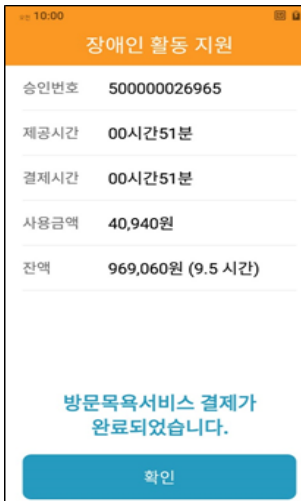 오전 10:00
장애인 활동 지원
승인번호 500000026965
제공시간 00시간51분
결제시간 00시간51분
사용금액 40,940원
잔액 969,060원 (9.5 시간)
방문목욕서비스 결제가
완료되었습니다.
확인